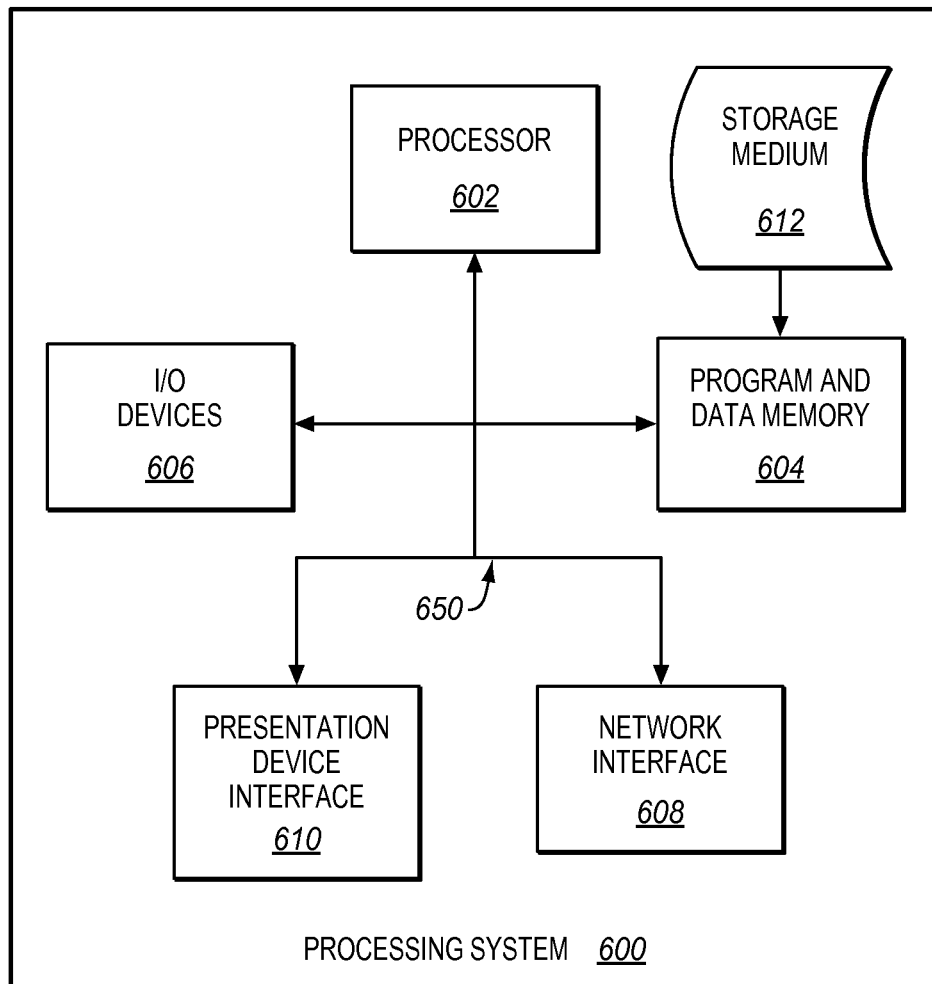 PROCESSOR
602
STORAGE
MEDIUM
612
I/O
DEVICES
606
PROGRAM AND
DATA MEMORY
604
650
PRESENTATION
DEVICE
INTERFACE
610
NETWORK
INTERFACE
608
PROCESSING SYSTEM 600